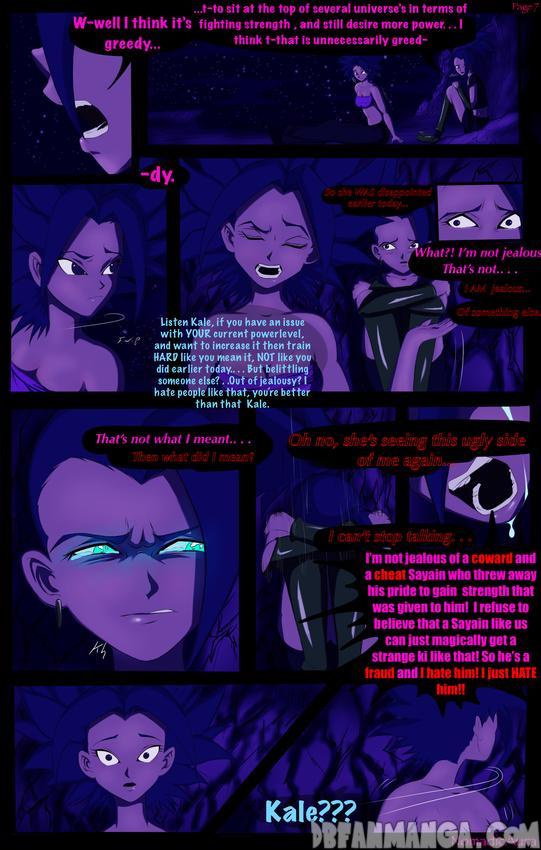 Page 7
W-well I think it's
greedy...
...t-to sit at the top of several universe's in terms of
fighting strength , and still desire more power. . . I
think t-that is unnecessarily greed-
-dy.
So she WAS disappointed
earlier today...
What?! I'm not jealous
That's not. . . .
I AM jealous...
Of something else.
Listen Kale, if you have an issue
with YOUR current powerlevel,
and want to increase it then train
HARD like you mean it, NOT like you
did earlier today. . . But belittling
someone else? . .Out of jealousy? I
hate people like that, you're better
than that Kale.
That's not what I meant. . . .
Then what did I mean?
Oh no, she's seeing this ugly side
of me again...
I can't stop talking. . .
I'm not jealous of a coward and
a cheat Sayain who threw away
his pride to gain strength that
was given to him! I refuse to
believe that a Sayain like us
can just magically get a
strange ki like that! So he's a
fraud and I hate him! I just HATE
him!!
Kale???
DBFANMANGA.COM